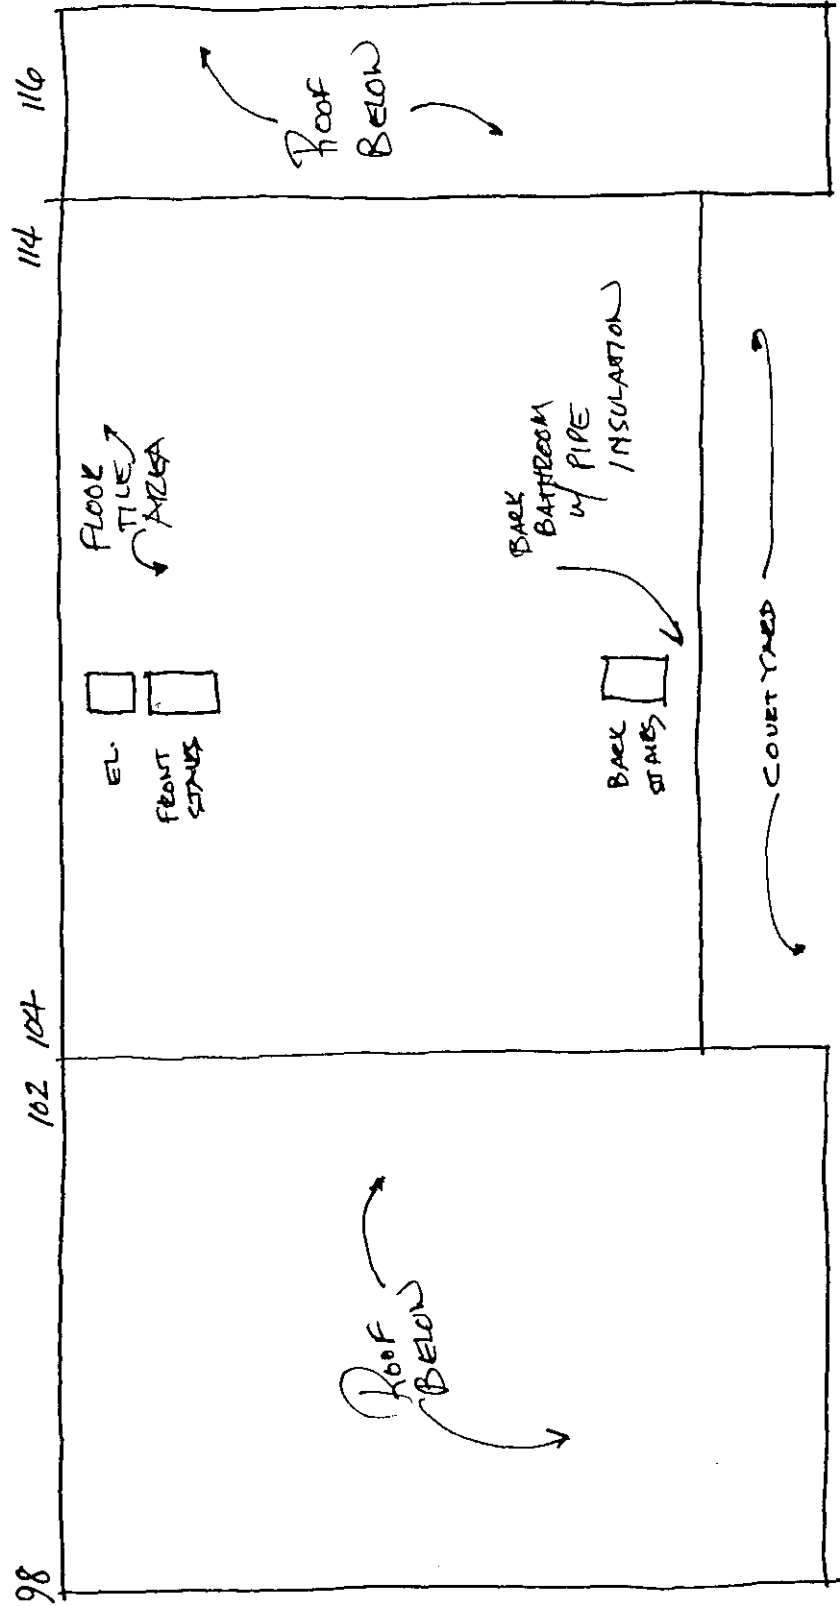 98
102
104
114
116
EL.
FRONT
STAIRS
FLOOR
TILE
AREA
ROOF
BELOW
ROOF
BELOW
BACK
STAIRS
BACK
BATHROOM
w/ PIPE
INSULATION
COURTYARD